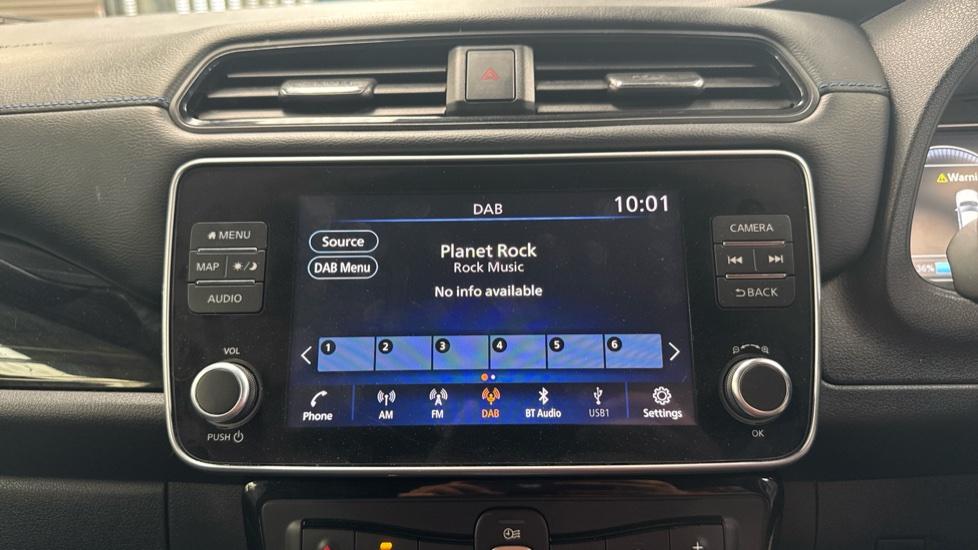 DAB 10:01
Source
Planet Rock
DAB Menu
Rock Music
No info available
1 2 3 4 5 6
Phone AM FM DAB BT Audio USB1 Settings
MENU
MAP
AUDIO
VOL
PUSH
CAMERA
BACK
OK
36%